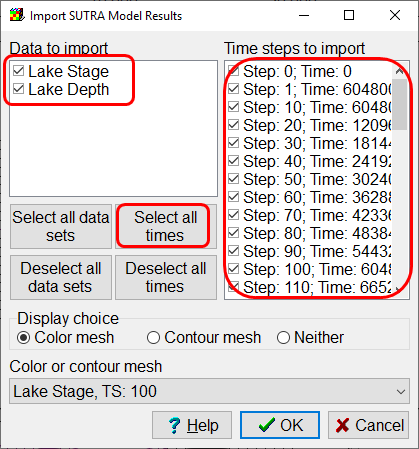 Import SUTRA Model Results
Data to import
Lake Stage
Lake Depth
Time steps to import
Step: 0; Time: 0
Step: 1; Time: 604800
Step: 10; Time: 60480
Step: 20; Time: 12096
Step: 30; Time: 18144
Step: 40; Time: 24192
Step: 50; Time: 30240
Step: 60; Time: 36288
Step: 70; Time: 42336
Step: 80; Time: 48384
Step: 90; Time: 54432
Step: 100; Time: 6048
Step: 110; Time: 6652
Select all data
sets
Select all
times
Deselect all
data sets
Deselect all
times
Display choice
Color mesh
Contour mesh
Neither
Color or contour mesh
Lake Stage, TS: 100
? Help
OK
Cancel